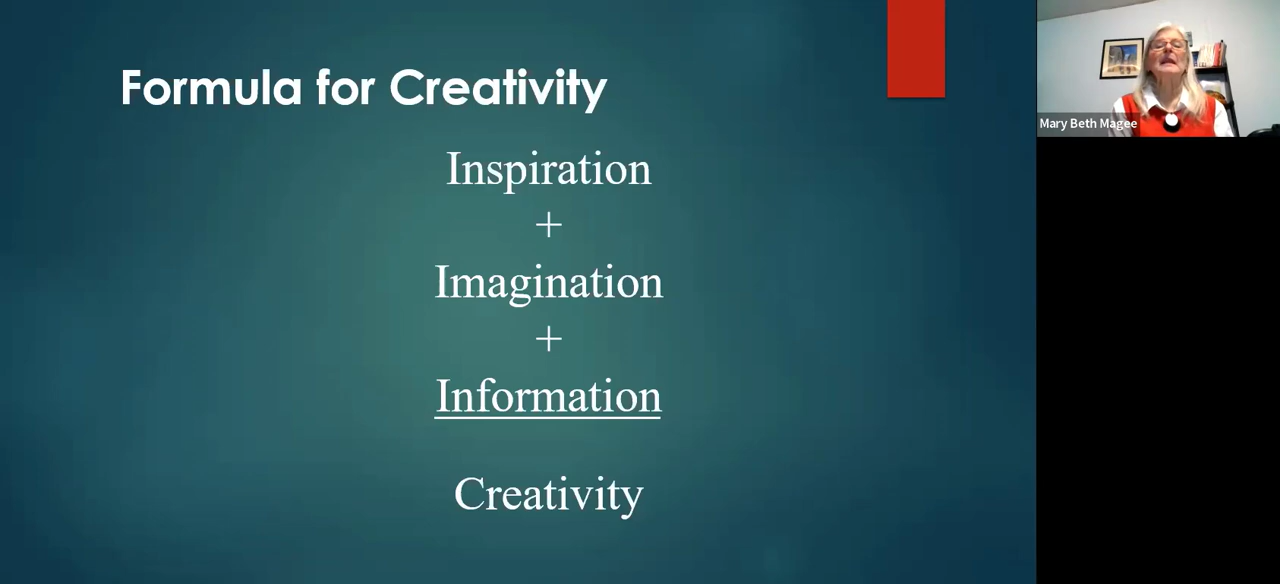 Formula for Creativity
Inspiration
+
Imagination
+
Information
Creativity
Mary Beth Magee